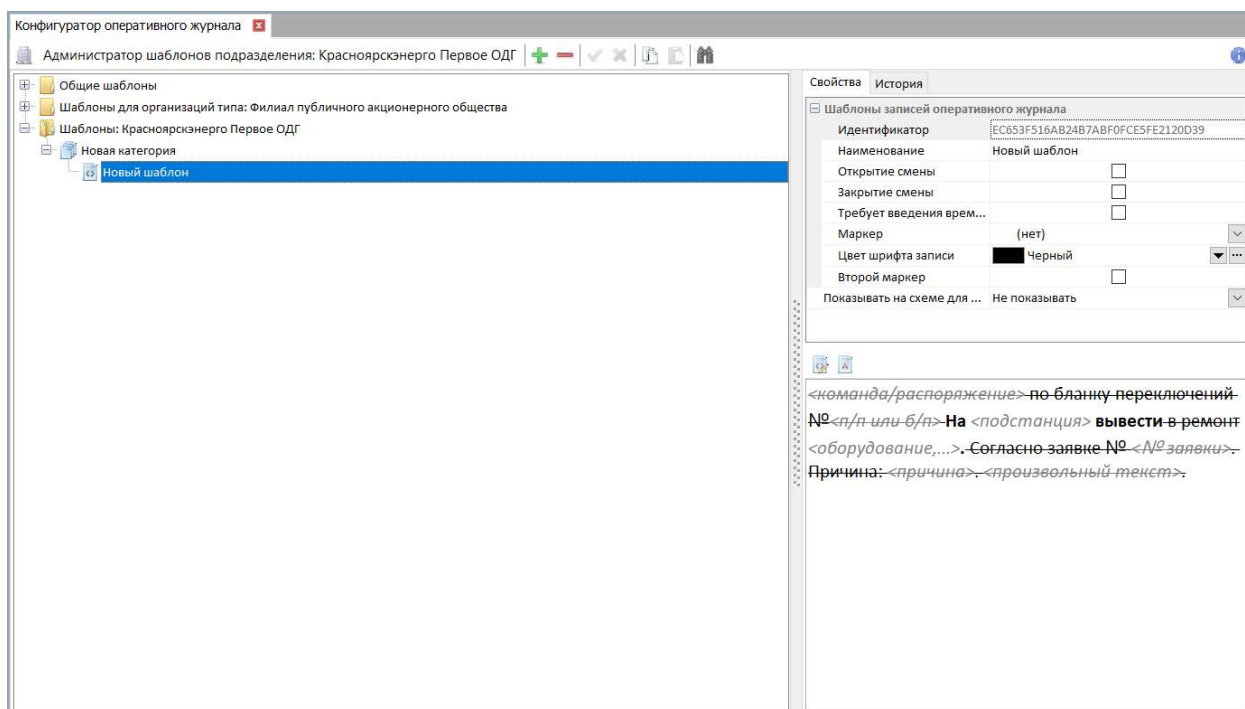 Конфигуратор оперативного журнала
Администратор шаблонов подразделения: Красноярскэнерго Первое ОДГ
Общие шаблоны
Шаблоны для организаций типа: Филиал публичного акционерного общества
Шаблоны: Красноярскэнерго Первое ОДГ
Новая категория
Новый шаблон
Свойства История
Шаблоны записей оперативного журнала
Идентификатор EC653F516AB24B7ABF0FCE5FE2120D39
Наименование Новый шаблон
Открытие смены
Закрытие смены
Требует введения врем...
Маркер (нет)
Цвет шрифта записи Черный
Второй маркер
Показывать на схеме для ... Не показывать
<команда/распоряжение> по бланку переключений
№<п/п или б/п> На <подстанция> вывести в ремонт
<оборудование,...>. Согласно заявке № <№ заявки>.
Причина: <причина>. <произвольный текст>.